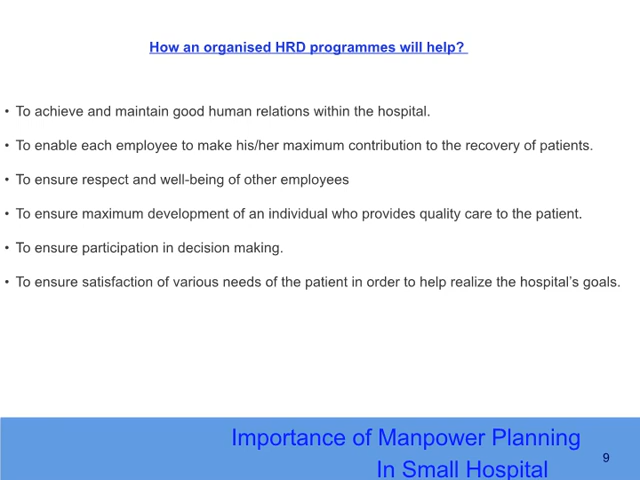 How an organised HRD programmes will help?
• To achieve and maintain good human relations within the hospital.
• To enable each employee to make his/her maximum contribution to the recovery of patients.
• To ensure respect and well-being of other employees
• To ensure maximum development of an individual who provides quality care to the patient.
• To ensure participation in decision making.
• To ensure satisfaction of various needs of the patient in order to help realize the hospital’s goals.
Importance of Manpower Planning
In Small Hospital
9